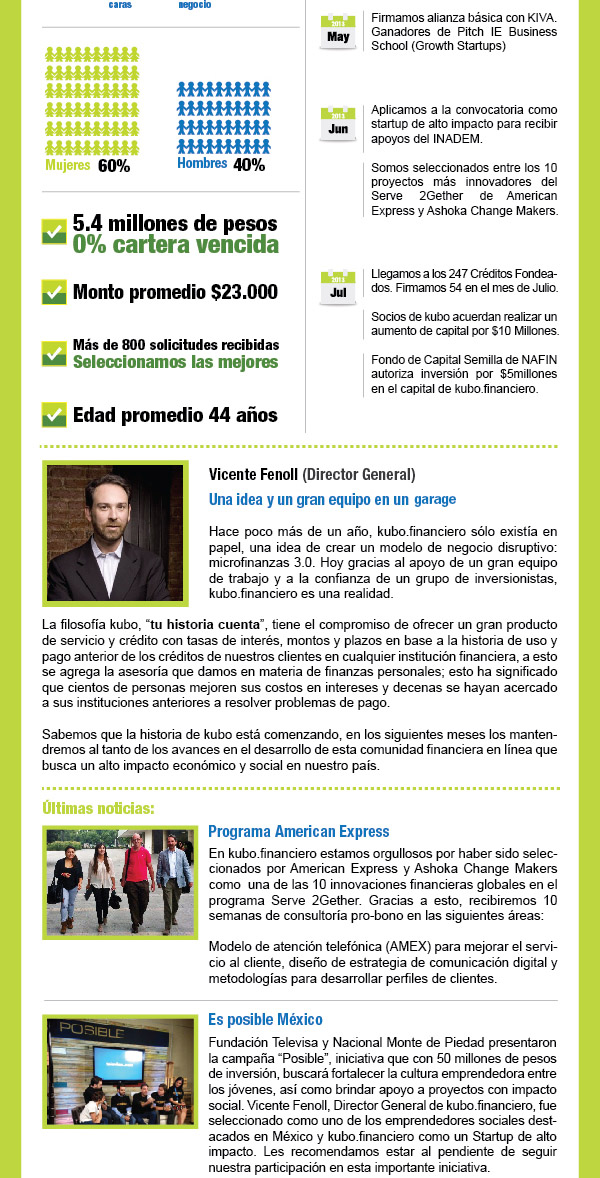 caras
negocio
Mujeres 60%
Hombres 40%
5.4 millones de pesos
0% cartera vencida
Monto promedio $23.000
Más de 800 solicitudes recibidas
Seleccionamos las mejores
Edad promedio 44 años
2013
May
Firmamos alianza básica con KIVA.
Ganadores de Pitch IE Business
School (Growth Startups)
2013
Jun
Aplicamos a la convocatoria como
startup de alto impacto para recibir
apoyos del INADEM.
Somos seleccionados entre los 10
proyectos más innovadores del
Serve 2Gether de American
Express y Ashoka Change Makers.
2013
Jul
Llegamos a los 247 Créditos Fondea-
dos. Firmamos 54 en el mes de Julio.
Socios de kubo acuerdan realizar un
aumento de capital por $10 Millones.
Fondo de Capital Semilla de NAFIN
autoriza inversión por $5millones
en el capital de kubo.financiero.
Vicente Fenoll (Director General)
Una idea y un gran equipo en un garage
Hace poco más de un año, kubo.financiero sólo existía en
papel, una idea de crear un modelo de negocio disruptivo:
microfinanzas 3.0. Hoy gracias al apoyo de un gran equipo
de trabajo y a la confianza de un grupo de inversionistas,
kubo.financiero es una realidad.
La filosofía kubo, “tu historia cuenta”, tiene el compromiso de ofrecer un gran producto
de servicio y crédito con tasas de interés, montos y plazos en base a la historia de uso y
pago anterior de los créditos de nuestros clientes en cualquier institución financiera, a esto
se agrega la asesoría que damos en materia de finanzas personales; esto ha significado
que cientos de personas mejoren sus costos en intereses y decenas se hayan acercado
a sus instituciones anteriores a resolver problemas de pago.
Sabemos que la historia de kubo está comenzando, en los siguientes meses los manten-
dremos al tanto de los avances en el desarrollo de esta comunidad financiera en línea que
busca un alto impacto económico y social en nuestro país.
Últimas noticias:
Programa American Express
En kubo.financiero estamos orgullosos por haber sido selec-
cionados por American Express y Ashoka Change Makers
como una de las 10 innovaciones financieras globales en el
programa Serve 2Gether. Gracias a esto, recibiremos 10
semanas de consultoría pro-bono en las siguientes áreas:
Modelo de atención telefónica (AMEX) para mejorar el servi-
cio al cliente, diseño de estrategia de comunicación digital y
metodologías para desarrollar perfiles de clientes.
POSIBLE
Es posible México
Fundación Televisa y Nacional Monte de Piedad presentaron
la campaña “Posible”, iniciativa que con 50 millones de pesos
de inversión, buscará fortalecer la cultura emprendedora entre
los jóvenes, así como brindar apoyo a proyectos con impacto
social. Vicente Fenoll, Director General de kubo.financiero, fue
seleccionado como uno de los emprendedores sociales dest-
acados en México y kubo.financiero como un Startup de alto
impacto. Les recomendamos estar al pendiente de seguir
nuestra participación en esta importante iniciativa.